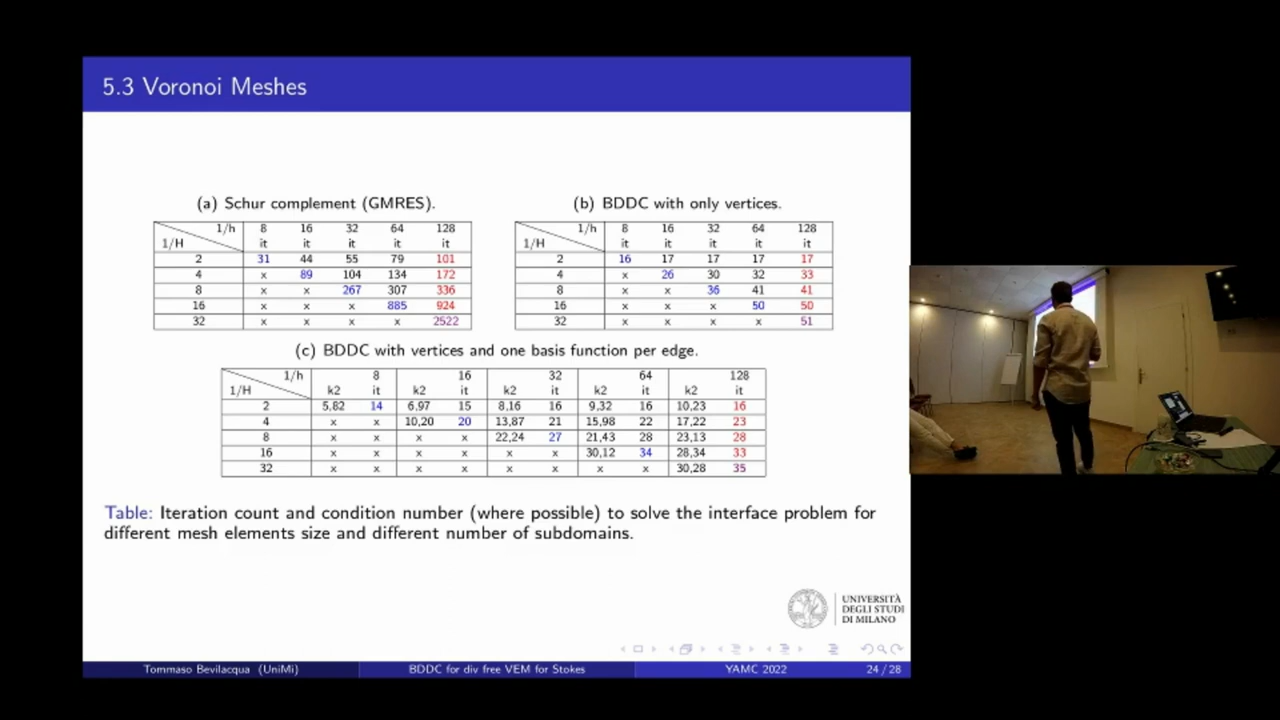 5.3 Voronoi Meshes
(a) Schur complement (GMRES).
1/h 8 16 32 64 128
1/H it it it it it
2 31 44 55 79 101
4 x 89 104 134 172
8 x x 267 307 336
16 x x x 885 924
32 x x x x 2522
(b) BDDC with only vertices.
1/h 8 16 32 64 128
1/H it it it it it
2 16 17 17 17 17
4 x 26 30 32 33
8 x x 36 41 41
16 x x x 50 50
32 x x x x 51
(c) BDDC with vertices and one basis function per edge.
1/h 8 16 32 64 128
1/H k2 it k2 it k2 it k2 it k2 it
2 5,82 14 6,97 15 8,16 16 9,32 16 10,23 16
4 x x 10,20 20 13,87 21 15,98 22 17,22 23
8 x x x x 22,24 27 21,43 28 23,13 28
16 x x x x x x 30,12 34 28,34 33
32 x x x x x x x x 30,28 35
Table: Iteration count and condition number (where possible) to solve the interface problem for
different mesh elements size and different number of subdomains.
UNIVERSITÀ
DEGLI STUDI
DI MILANO
Tommaso Bevilacqua (UniMi) BDDC for div free VEM for Stokes YAMC 2022 24 / 28